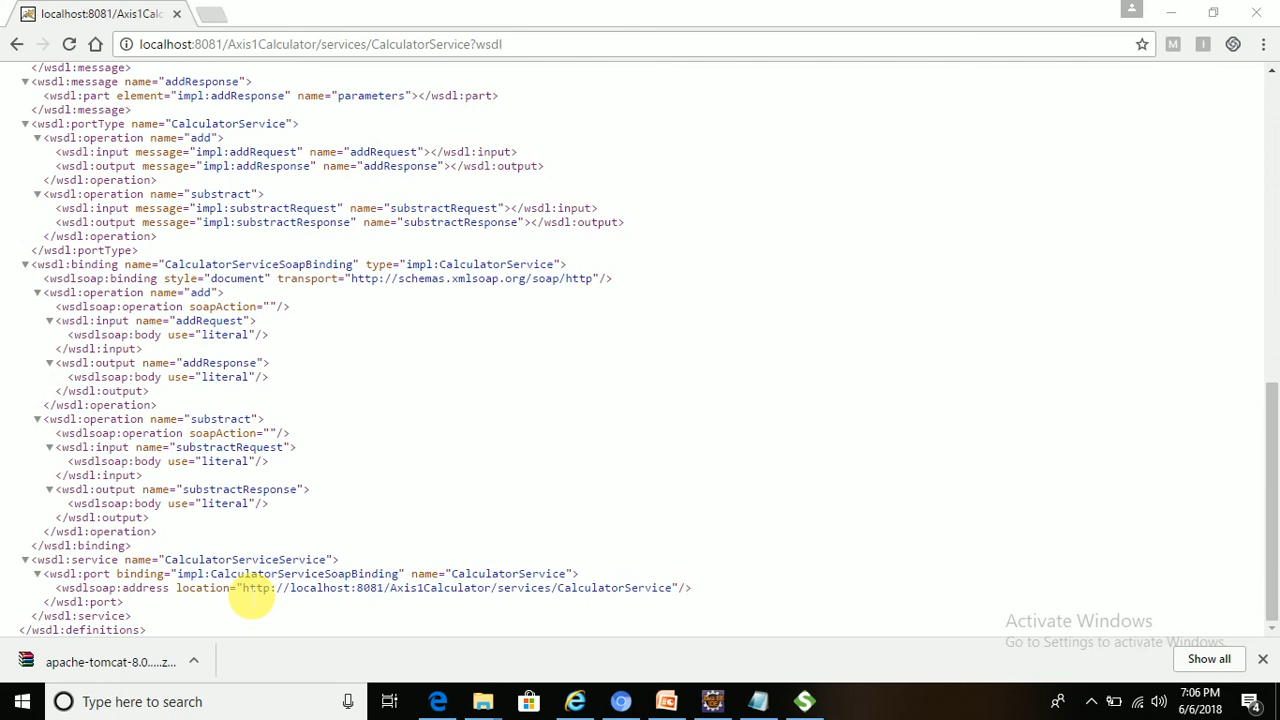 localhost:8081/Axis1Calc
localhost:8081/Axis1Calculator/services/CalculatorService?wsdl
</wsdl:message>
▼<wsdl:message name="addResponse">
<wsdl:part element="impl:addResponse" name="parameters"></wsdl:part>
</wsdl:message>
▼<wsdl:portType name="CalculatorService">
▼<wsdl:operation name="add">
<wsdl:input message="impl:addRequest" name="addRequest"></wsdl:input>
<wsdl:output message="impl:addResponse" name="addResponse"></wsdl:output>
</wsdl:operation>
▼<wsdl:operation name="substract">
<wsdl:input message="impl:substractRequest" name="substractRequest"></wsdl:input>
<wsdl:output message="impl:substractResponse" name="substractResponse"></wsdl:output>
</wsdl:operation>
</wsdl:portType>
▼<wsdl:binding name="CalculatorServiceSoapBinding" type="impl:CalculatorService">
<wsdlsoap:binding style="document" transport="http://schemas.xmlsoap.org/soap/http"/>
▼<wsdl:operation name="add">
<wsdlsoap:operation soapAction=""/>
▼<wsdl:input name="addRequest">
<wsdlsoap:body use="literal"/>
</wsdl:input>
▼<wsdl:output name="addResponse">
<wsdlsoap:body use="literal"/>
</wsdl:output>
</wsdl:operation>
▼<wsdl:operation name="substract">
<wsdlsoap:operation soapAction=""/>
▼<wsdl:input name="substractRequest">
<wsdlsoap:body use="literal"/>
</wsdl:input>
▼<wsdl:output name="substractResponse">
<wsdlsoap:body use="literal"/>
</wsdl:output>
</wsdl:operation>
</wsdl:binding>
▼<wsdl:service name="CalculatorServiceService">
▼<wsdl:port binding="impl:CalculatorServiceSoapBinding" name="CalculatorService">
<wsdlsoap:address location="http://localhost:8081/Axis1Calculator/services/CalculatorService"/>
</wsdl:port>
</wsdl:service>
</wsdl:definitions>
Activate Windows
Go to Settings to activate Windows.
apache-tomcat-8.0.....z...
Show all
Type here to search
7:06 PM
6/6/2018
4